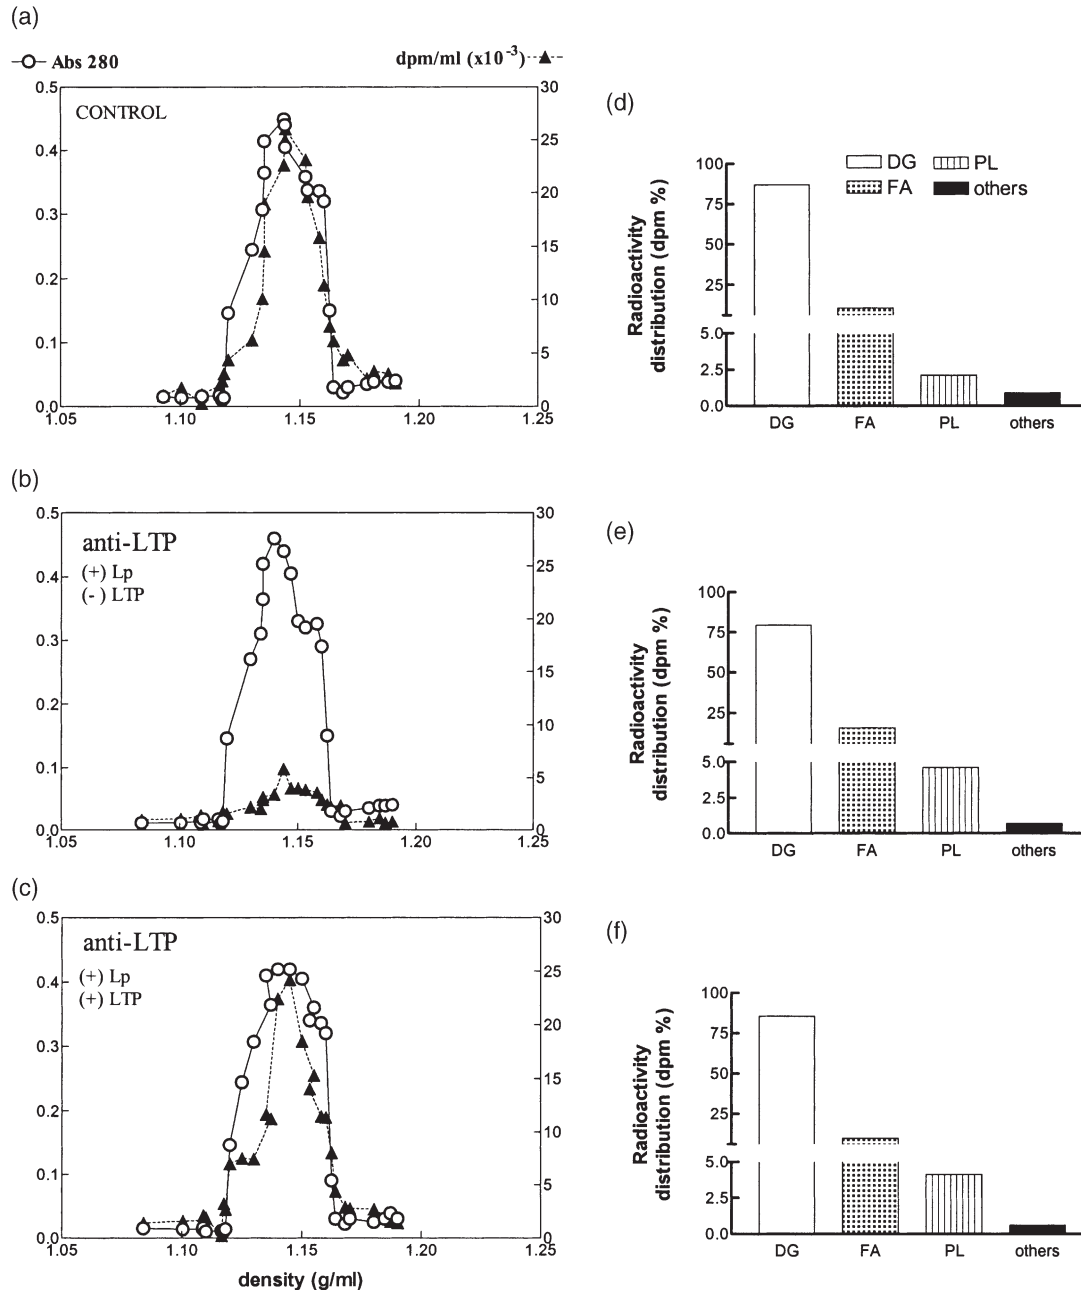 (a)
Abs 280
dpm/ml (x10⁻³)
CONTROL
0.5
0.4
0.3
0.2
0.1
0.0
30
25
20
15
10
5
0
1.05
1.10
1.15
1.20
1.25
(b)
anti-LTP
(+) Lp
(-) LTP
0.5
0.4
0.3
0.2
0.1
0.0
30
25
20
15
10
5
0
1.05
1.10
1.15
1.20
1.25
(c)
anti-LTP
(+) Lp
(+) LTP
0.5
0.4
0.3
0.2
0.1
0.0
30
25
20
15
10
5
0
1.05
1.10
1.15
1.20
1.25
density (g/ml)
(d)
Radioactivity
distribution (dpm %)
100
75
50
25
5.0
2.5
0.0
DG
PL
FA
others
DG
FA
PL
others
(e)
Radioactivity
distribution (dpm %)
100
75
50
25
5.0
2.5
0.0
DG
FA
PL
others
(f)
Radioactivity
distribution (dpm %)
100
75
50
25
5.0
2.5
0.0
DG
FA
PL
others